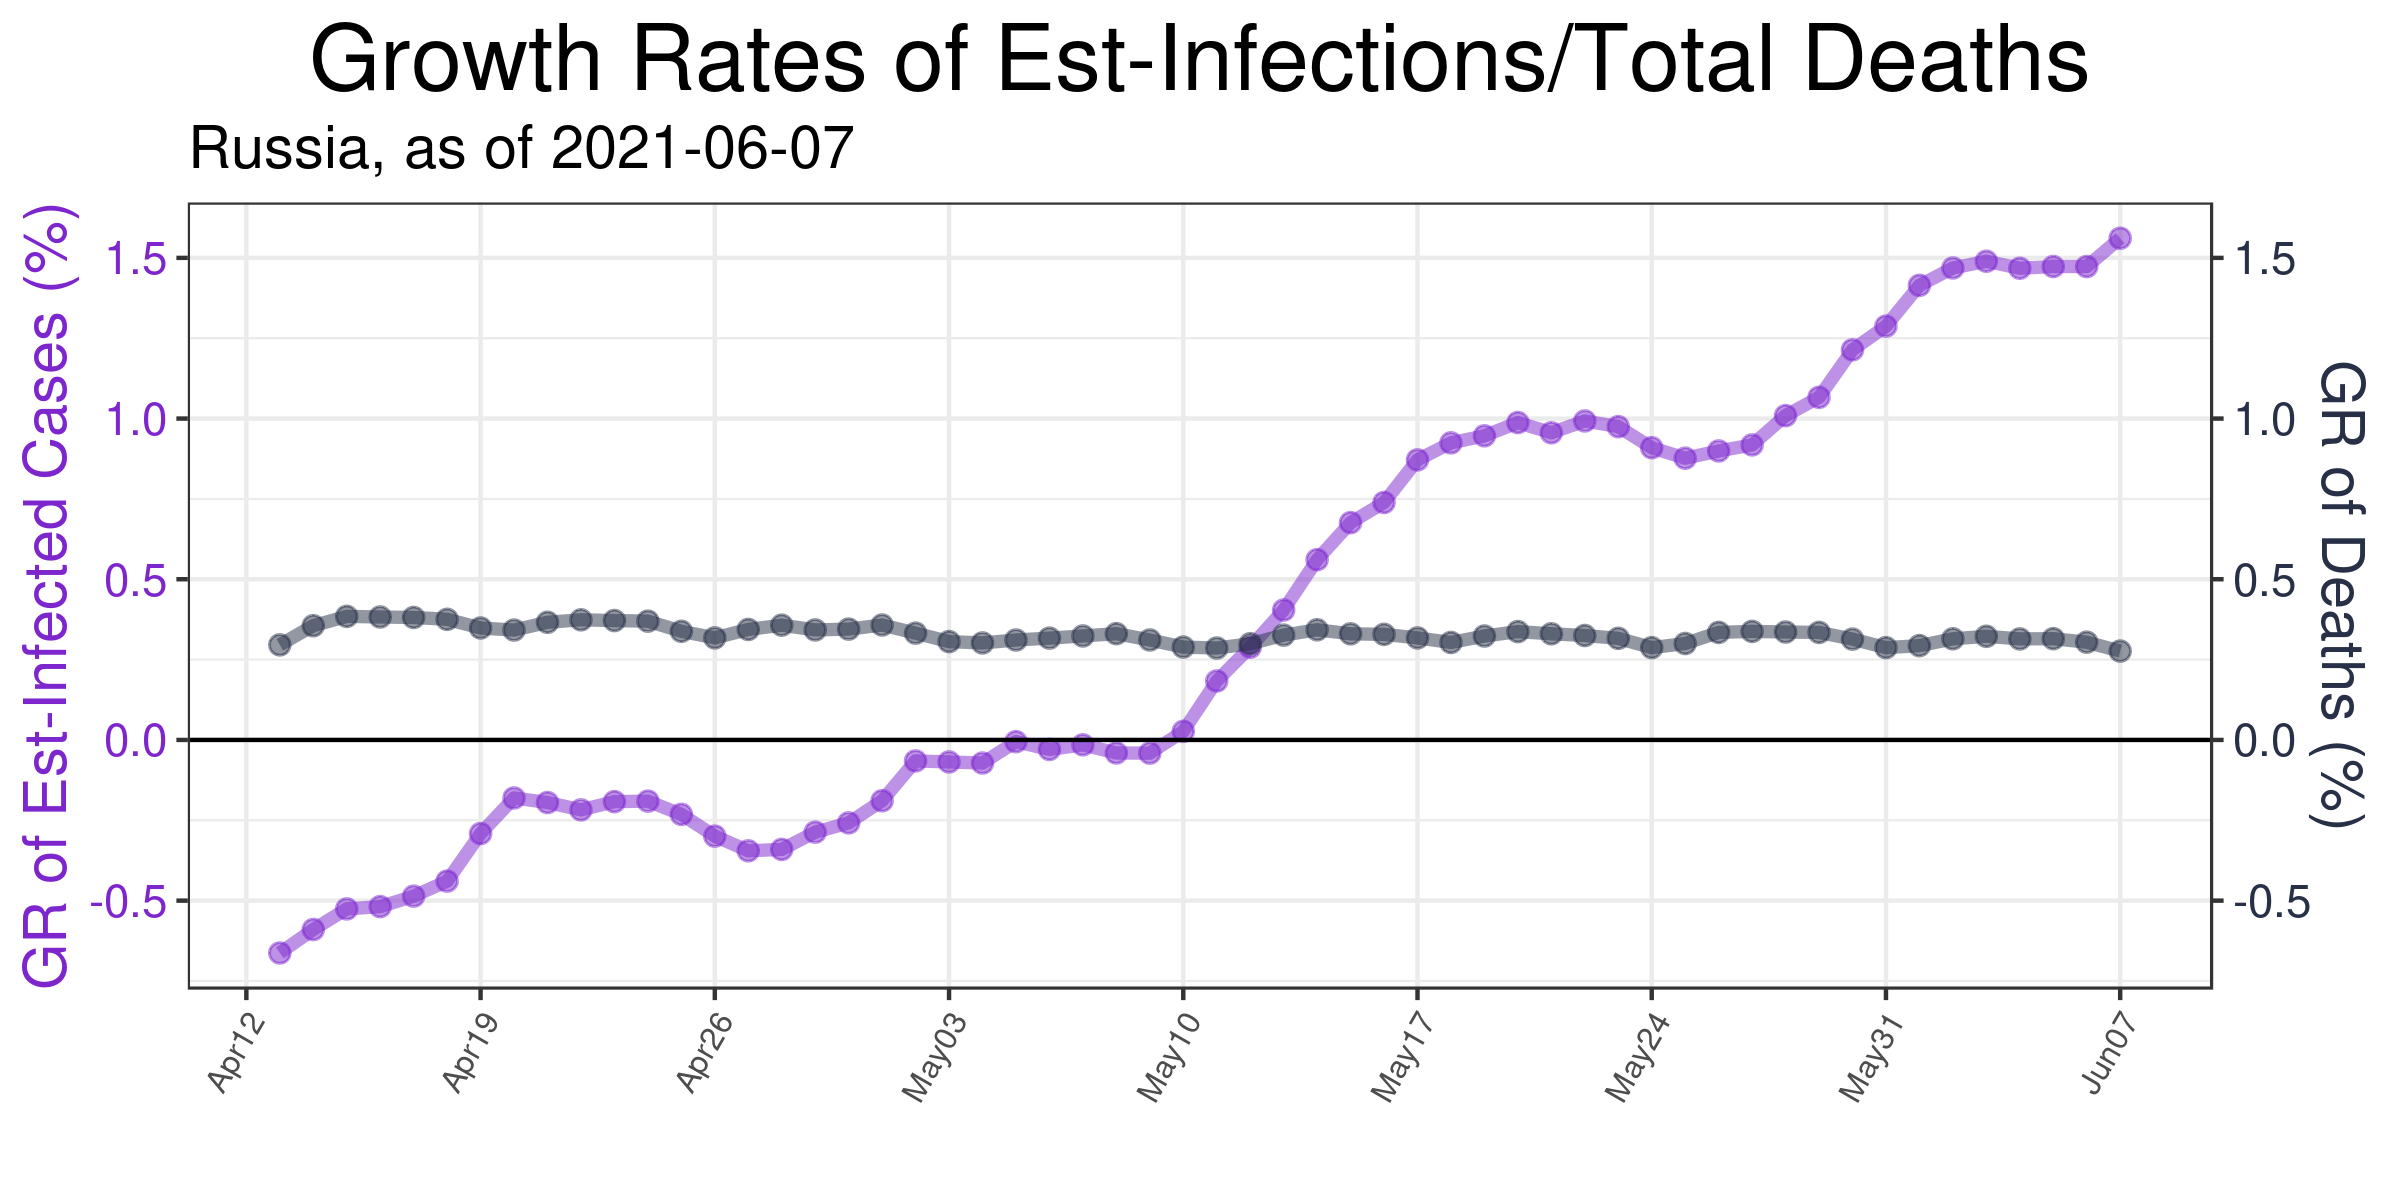 Growth Rates of Est-Infections/Total Deaths
Russia, as of 2021-06-07
GR of Est-Infected Cases (%)
1.5
1.0
0.5
0.0
-0.5
1.5
1.0
0.5
0.0
-0.5
GR of Deaths (%)
Apr12
Apr19
Apr26
May03
May10
May17
May24
May31
Jun07